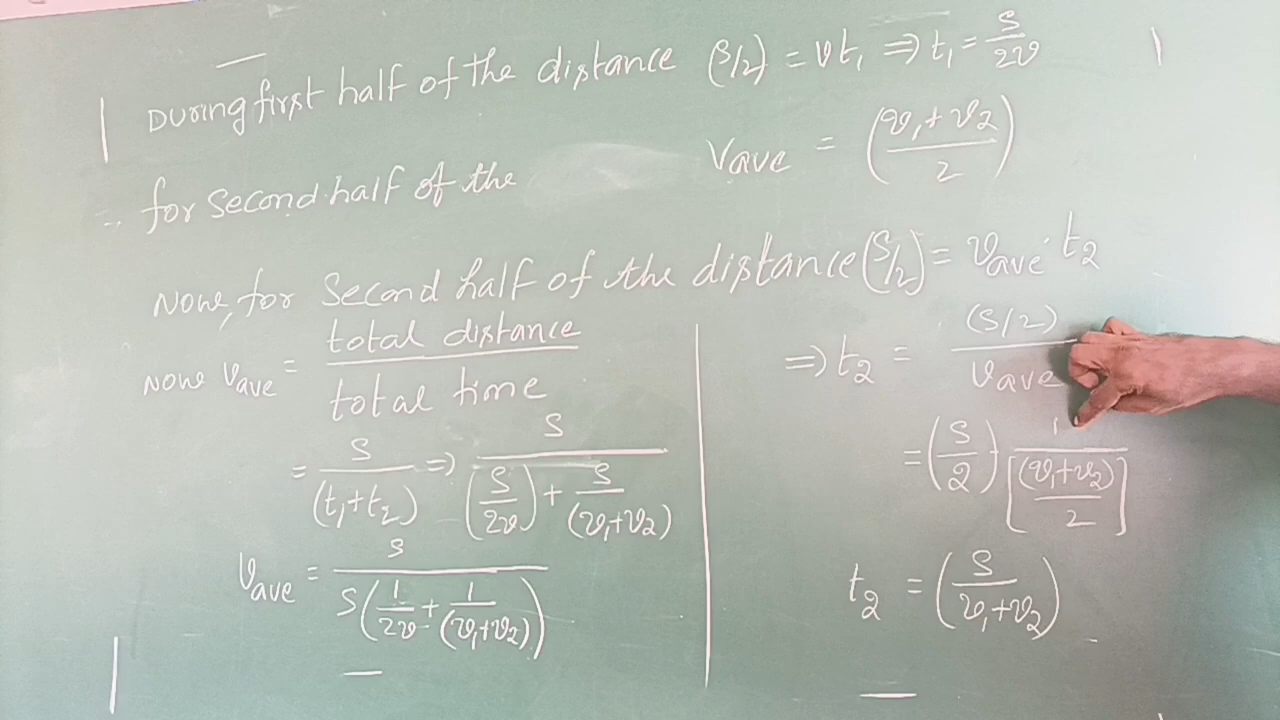 During first half of the distance (S/2) = vt₁ ⇒ t₁ = S/2v
∴ for second half of the Vave = ((v₁+v₂)/2)
Now, for second half of the distance (S/2) = Vave · t₂
Now Vave = total distance / total time
= S/(t₁+t₂) ⇒ S/((S/2v) + S/(v₁+v₂))
Vave = S/(S(1/2v + 1/(v₁+v₂)))
⇒ t₂ = (S/2)/Vave
= (S/2) · 1/[(v₁+v₂)/2]
t₂ = (S/(v₁+v₂))